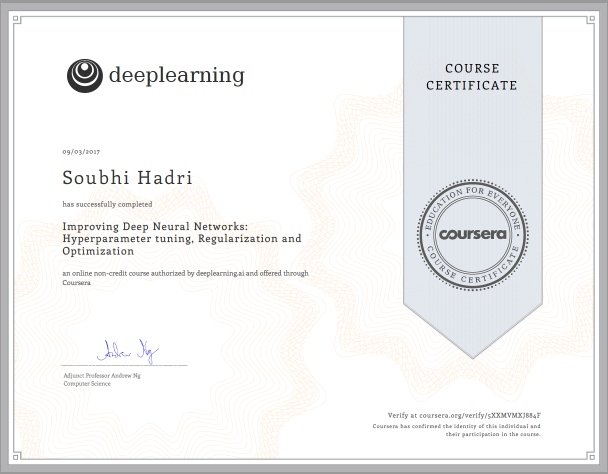 deeplearning
COURSE
CERTIFICATE
09/03/2017
Soubhi Hadri
has successfully completed
Improving Deep Neural Networks:
Hyperparameter tuning, Regularization and
Optimization
an online non-credit course authorized by deeplearning.ai and offered through
Coursera
EDUCATION FOR EVERYONE
coursera
COURSE CERTIFICATE
Andrew Ng
Adjunct Professor Andrew Ng
Computer Science
Verify at coursera.org/verify/5XXMVMXJ884F
Coursera has confirmed the identity of this individual and
their participation in the course.